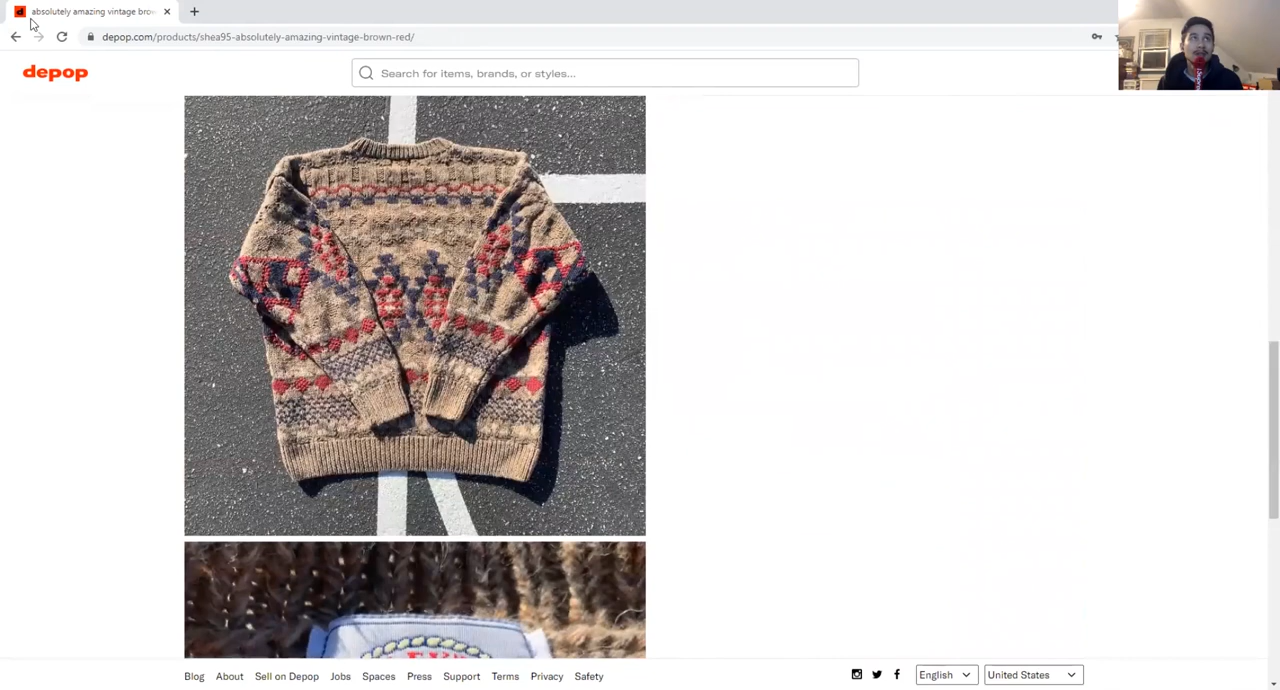 d absolutely amazing vintage brow
depop.com/products/shea95-absolutely-amazing-vintage-brown-red/
depop
Search for items, brands, or styles...
Blog About Sell on Depop Jobs Spaces Press Support Terms Privacy Safety
English
United States